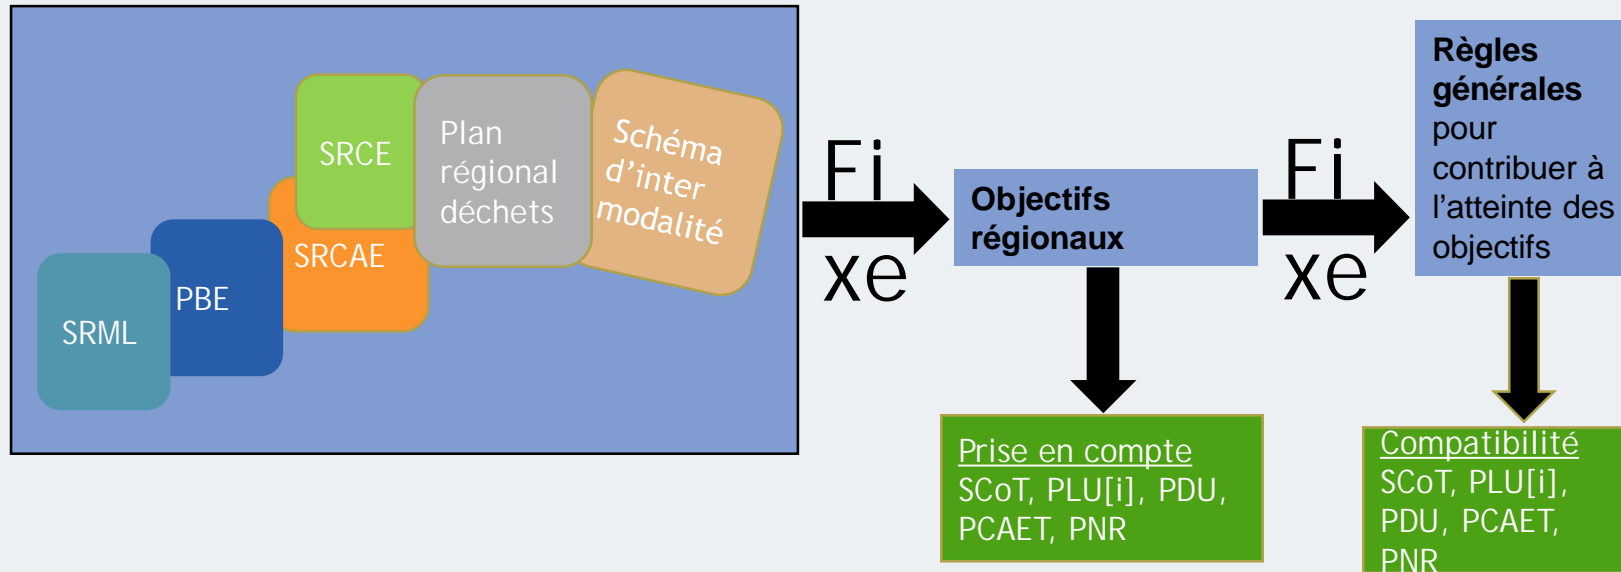 SRML
PBE
SRCAE
SRCE
Plan
régional
déchets
Schéma
d’inter
modalité
Fi
xe
Objectifs
régionaux
Prise en compte
SCoT, PLU[i], PDU,
PCAET, PNR
Fi
xe
Règles
générales
pour
contribuer à
l’atteinte des
objectifs
Compatibilité
SCoT, PLU[i],
PDU, PCAET,
PNR